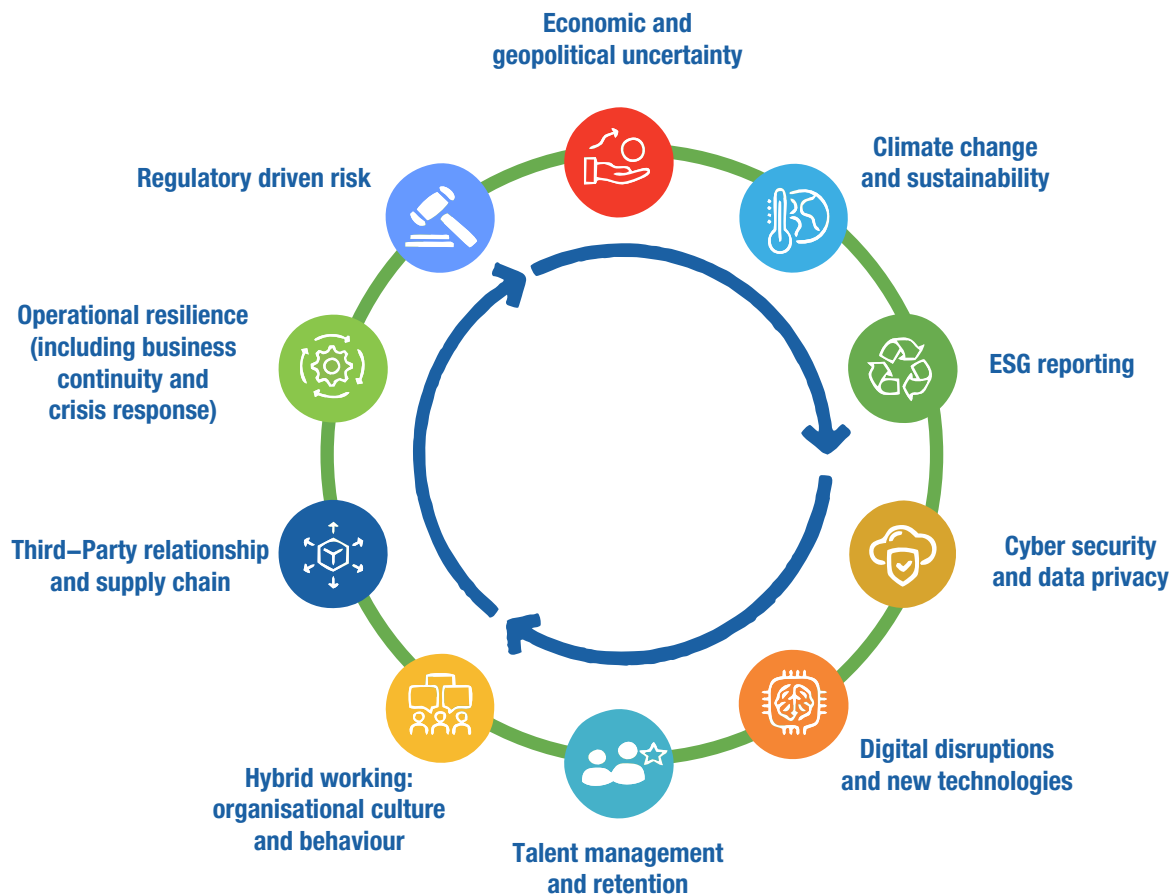 Economic and
geopolitical uncertainty
Climate change
and sustainability
ESG reporting
Cyber security
and data privacy
Digital disruptions
and new technologies
Talent management
and retention
Hybrid working:
organisational culture
and behaviour
Third–Party relationship
and supply chain
Operational resilience
(including business
continuity and
crisis response)
Regulatory driven risk